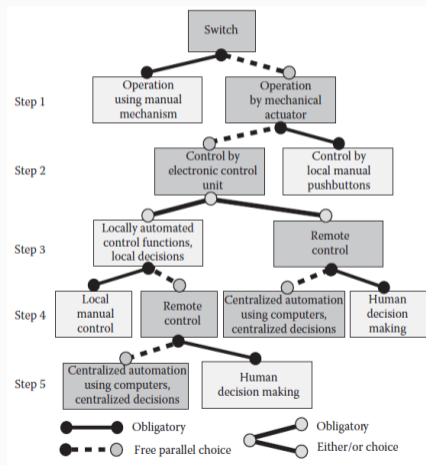 Switch
Step 1
Operation
using manual
mechanism
Operation
by mechanical
actuator
Step 2
Control by
electronic control
unit
Control by
local manual
pushbuttons
Step 3
Locally automated
control functions,
local decisions
Remote
control
Step 4
Local
manual
control
Remote
control
Centralized automation
using computers,
centralized decisions
Human
decision
making
Step 5
Centralized automation
using computers,
centralized decisions
Human
decision making
Obligatory
Free parallel choice
Obligatory
Either/or choice